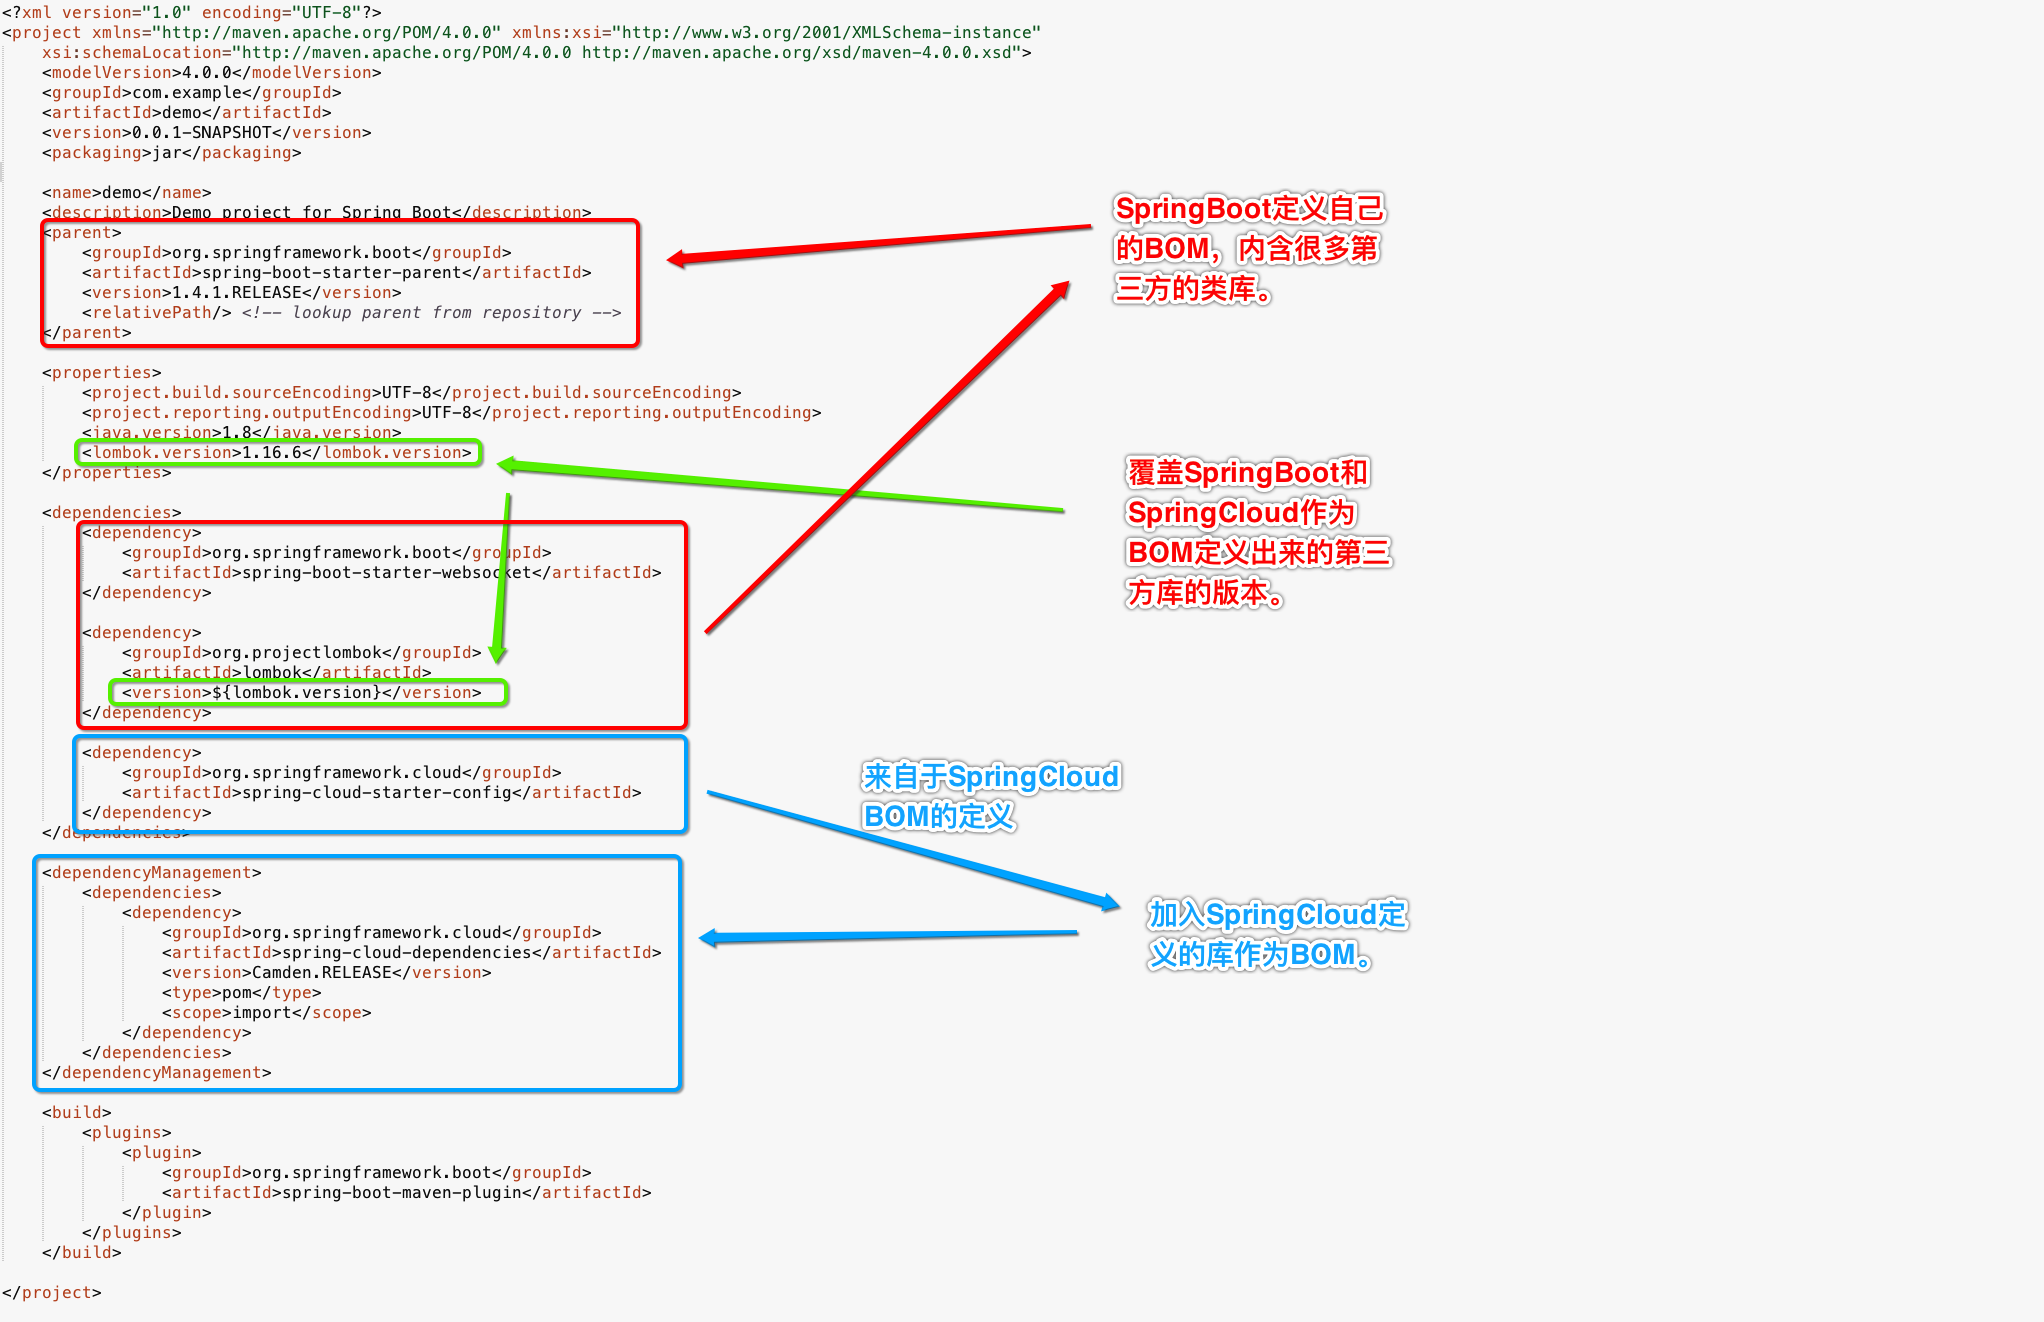 <?xml version="1.0" encoding="UTF-8"?>
<project xmlns="http://maven.apache.org/POM/4.0.0" xmlns:xsi="http://www.w3.org/2001/XMLSchema-instance"
    xsi:schemaLocation="http://maven.apache.org/POM/4.0.0 http://maven.apache.org/xsd/maven-4.0.0.xsd">
    <modelVersion>4.0.0</modelVersion>
    <groupId>com.example</groupId>
    <artifactId>demo</artifactId>
    <version>0.0.1-SNAPSHOT</version>
    <packaging>jar</packaging>
    <name>demo</name>
    <description>Demo project for Spring Boot</description>
    <parent>
        <groupId>org.springframework.boot</groupId>
        <artifactId>spring-boot-starter-parent</artifactId>
        <version>1.4.1.RELEASE</version>
        <relativePath/> <!-- lookup parent from repository -->
    </parent>
    <properties>
        <project.build.sourceEncoding>UTF-8</project.build.sourceEncoding>
        <project.reporting.outputEncoding>UTF-8</project.reporting.outputEncoding>
        <java.version>1.8</java.version>
        <lombok.version>1.16.6</lombok.version>
    </properties>
    <dependencies>
        <dependency>
            <groupId>org.springframework.boot</groupId>
            <artifactId>spring-boot-starter-websocket</artifactId>
        </dependency>
        <dependency>
            <groupId>org.projectlombok</groupId>
            <artifactId>lombok</artifactId>
            <version>${lombok.version}</version>
        </dependency>
        <dependency>
            <groupId>org.springframework.cloud</groupId>
            <artifactId>spring-cloud-starter-config</artifactId>
        </dependency>
    </dependencies>
    <dependencyManagement>
        <dependencies>
            <dependency>
                <groupId>org.springframework.cloud</groupId>
                <artifactId>spring-cloud-dependencies</artifactId>
                <version>Camden.RELEASE</version>
                <type>pom</type>
                <scope>import</scope>
            </dependency>
        </dependencies>
    </dependencyManagement>
    <build>
        <plugins>
            <plugin>
                <groupId>org.springframework.boot</groupId>
                <artifactId>spring-boot-maven-plugin</artifactId>
            </plugin>
        </plugins>
    </build>
</project>
SpringBoot定义自己
的BOM，内含很多第
三方的类库。
覆盖SpringBoot和
SpringCloud作为
BOM定义出来的第三
方库的版本。
来自于SpringCloud
BOM的定义
加入SpringCloud定
义的库作为BOM。